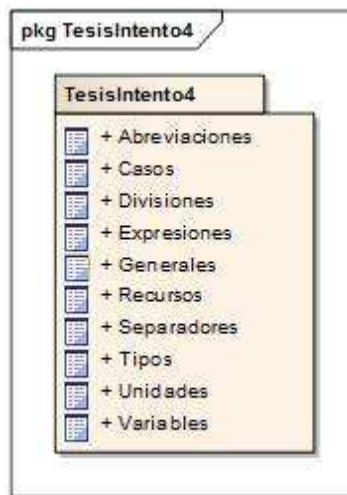 pkg TesisIntento4
TesisIntento4
+ Abreviaciones
+ Casos
+ Divisiones
+ Expresiones
+ Generales
+ Recursos
+ Separadores
+ Tipos
+ Unidades
+ Variables